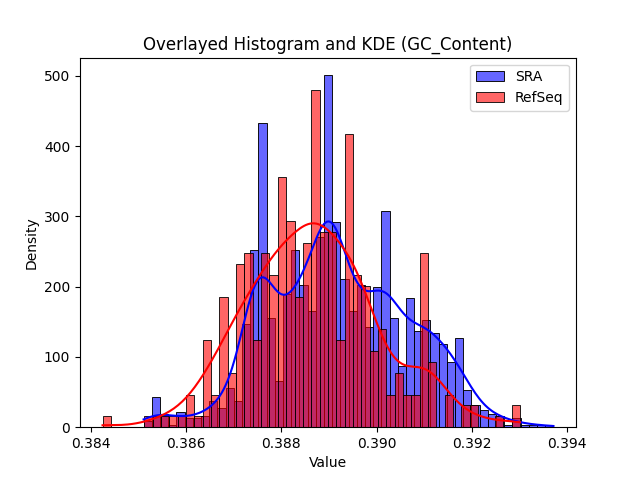 Overlayed Histogram and KDE (GC_Content)
SRA
RefSeq
500
400
300
200
100
0
Density
0.384 0.386 0.388 0.390 0.392 0.394
Value